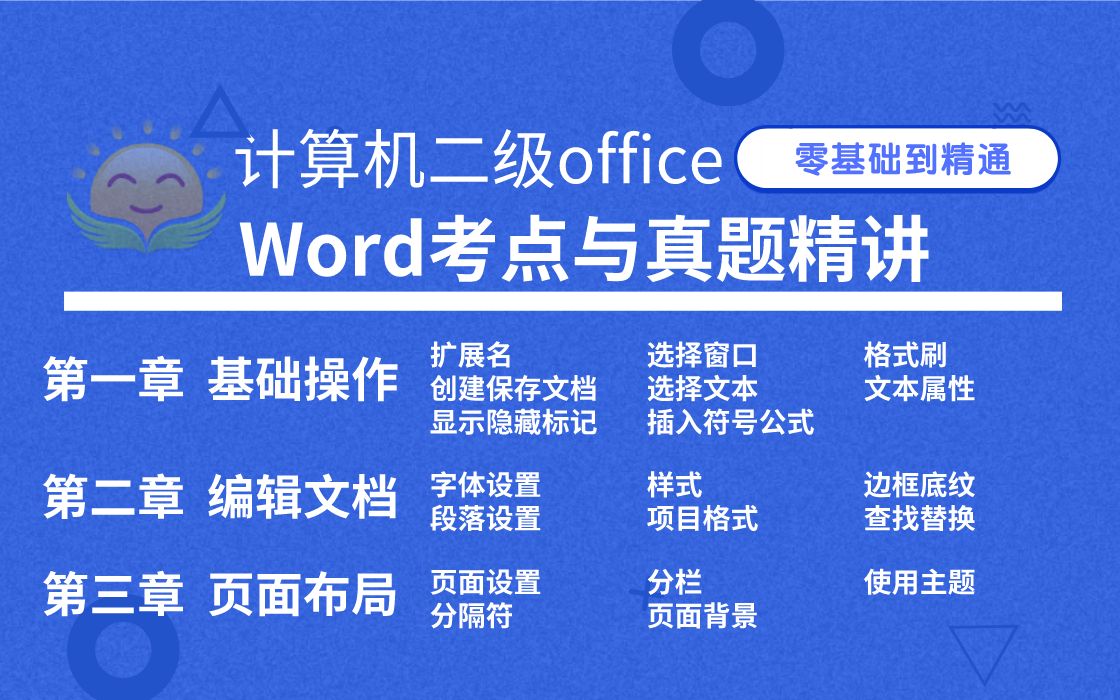 计算机二级office
零基础到精通
Word考点与真题精讲
第一章 基础操作
扩展名
创建保存文档
显示隐藏标记
选择窗口
选择文本
插入符号公式
格式刷
文本属性
第二章 编辑文档
字体设置
段落设置
样式
项目格式
边框底纹
查找替换
第三章 页面布局
页面设置
分隔符
分栏
页面背景
使用主题